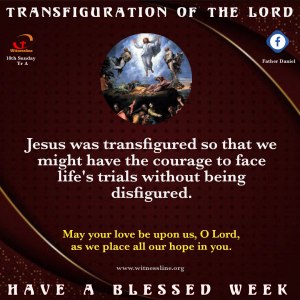 TRANSFIGURATION OF THE LORD
Witnessline
18th Sunday
Yr A
Father Daniel
Jesus was transfigured so that we
might have the courage to face
life's trials without being
disfigured.
May your love be upon us, O Lord,
as we place all our hope in you.
www.witnessline.org
HAVE A BLESSED WEEK